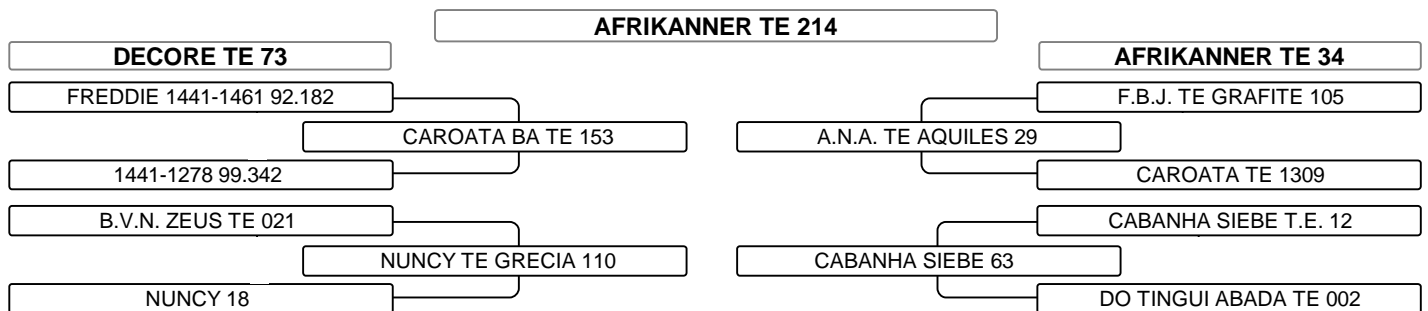 AFRIKANNER TE 214
DECORE TE 73
AFRIKANNER TE 34
FREDDIE 1441-1461 92.182
F.B.J. TE GRAFITE 105
CAROATA BA TE 153
A.N.A. TE AQUILES 29
1441-1278 99.342
CAROATA TE 1309
B.V.N. ZEUS TE 021
CABANHA SIEBE T.E. 12
NUNCY TE GRECIA 110
CABANHA SIEBE 63
NUNCY 18
DO TINGUI ABADA TE 002